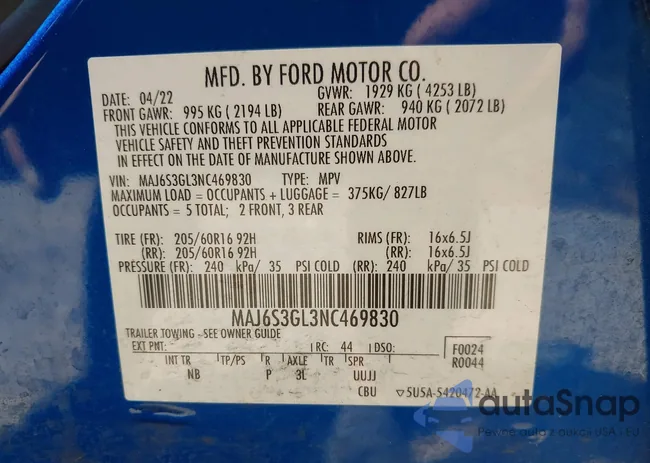 MFD. BY FORD MOTOR CO.
DATE: 04/22 GVWR: 1929 KG ( 4253 LB)
FRONT GAWR: 995 KG ( 2194 LB) REAR GAWR: 940 KG ( 2072 LB)
THIS VEHICLE CONFORMS TO ALL APPLICABLE FEDERAL MOTOR
VEHICLE SAFETY AND THEFT PREVENTION STANDARDS
IN EFFECT ON THE DATE OF MANUFACTURE SHOWN ABOVE.
VIN: MAJ6S3GL3NC469830 TYPE: MPV
MAXIMUM LOAD = OCCUPANTS + LUGGAGE = 375KG/ 827LB
OCCUPANTS = 5 TOTAL; 2 FRONT, 3 REAR
TIRE (FR): 205/60R16 92H RIMS (FR): 16x6.5J
(RR): 205/60R16 92H (RR): 16x6.5J
PRESSURE (FR): 240 kPa/ 35 PSI COLD (RR): 240 kPa/ 35 PSI COLD
MAJ6S3GL3NC469830
TRAILER TOWING - SEE OWNER GUIDE
EXT PNT: RC: 44 DSO: F0024
INT TR TP/PS R AXLE TR SPR R0044
NB P 3L UUJJ
CBU 5U5A-5420472-AA
autoSnap